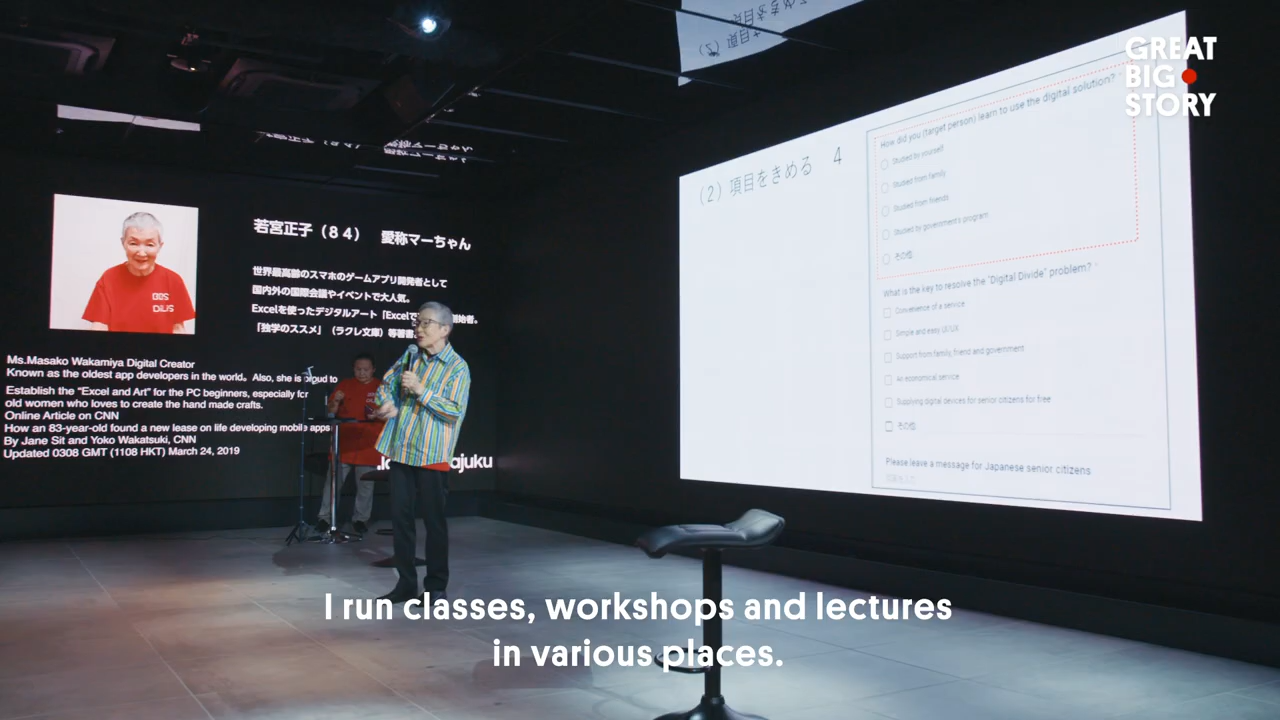 GREAT
BIG
STORY
若宮正子（84）　愛称マーちゃん
世界最高齢のスマホのゲームアプリ開発者として
国内外の国際会議やイベントで大人気。
Excelを使ったデジタルアート「Excelで 始者。
「独学のススメ」（ラクレ文庫）等著書
Ms.Masako Wakamiya Digital Creator
Known as the oldest app developers in the world。Also, she is proud to
Establish the “Excel and Art” for the PC beginners, especially for
old women who loves to create the hand made crafts.
Online Article on CNN
How an 83-year-old found a new lease on life developing mobile apps
By Jane Sit and Yoko Wakatsuki, CNN
Updated 0308 GMT (1108 HKT) March 24, 2019
ajuku
（2）項目をきめる　4
How did you (target person) learn to use the digital solution?
Studied by yourself
Studied from family
Studied from friends
Studied by government's program
その他:
What is the key to resolve the "Digital Divide" problem? *
Convenience of a service
Simple and easy UI/UX
Support from family, friend and government
An economical service
Supplying digital devices for senior citizens for free
その他:
Please leave a message for Japanese senior citizens
I run classes, workshops and lectures
in various places.